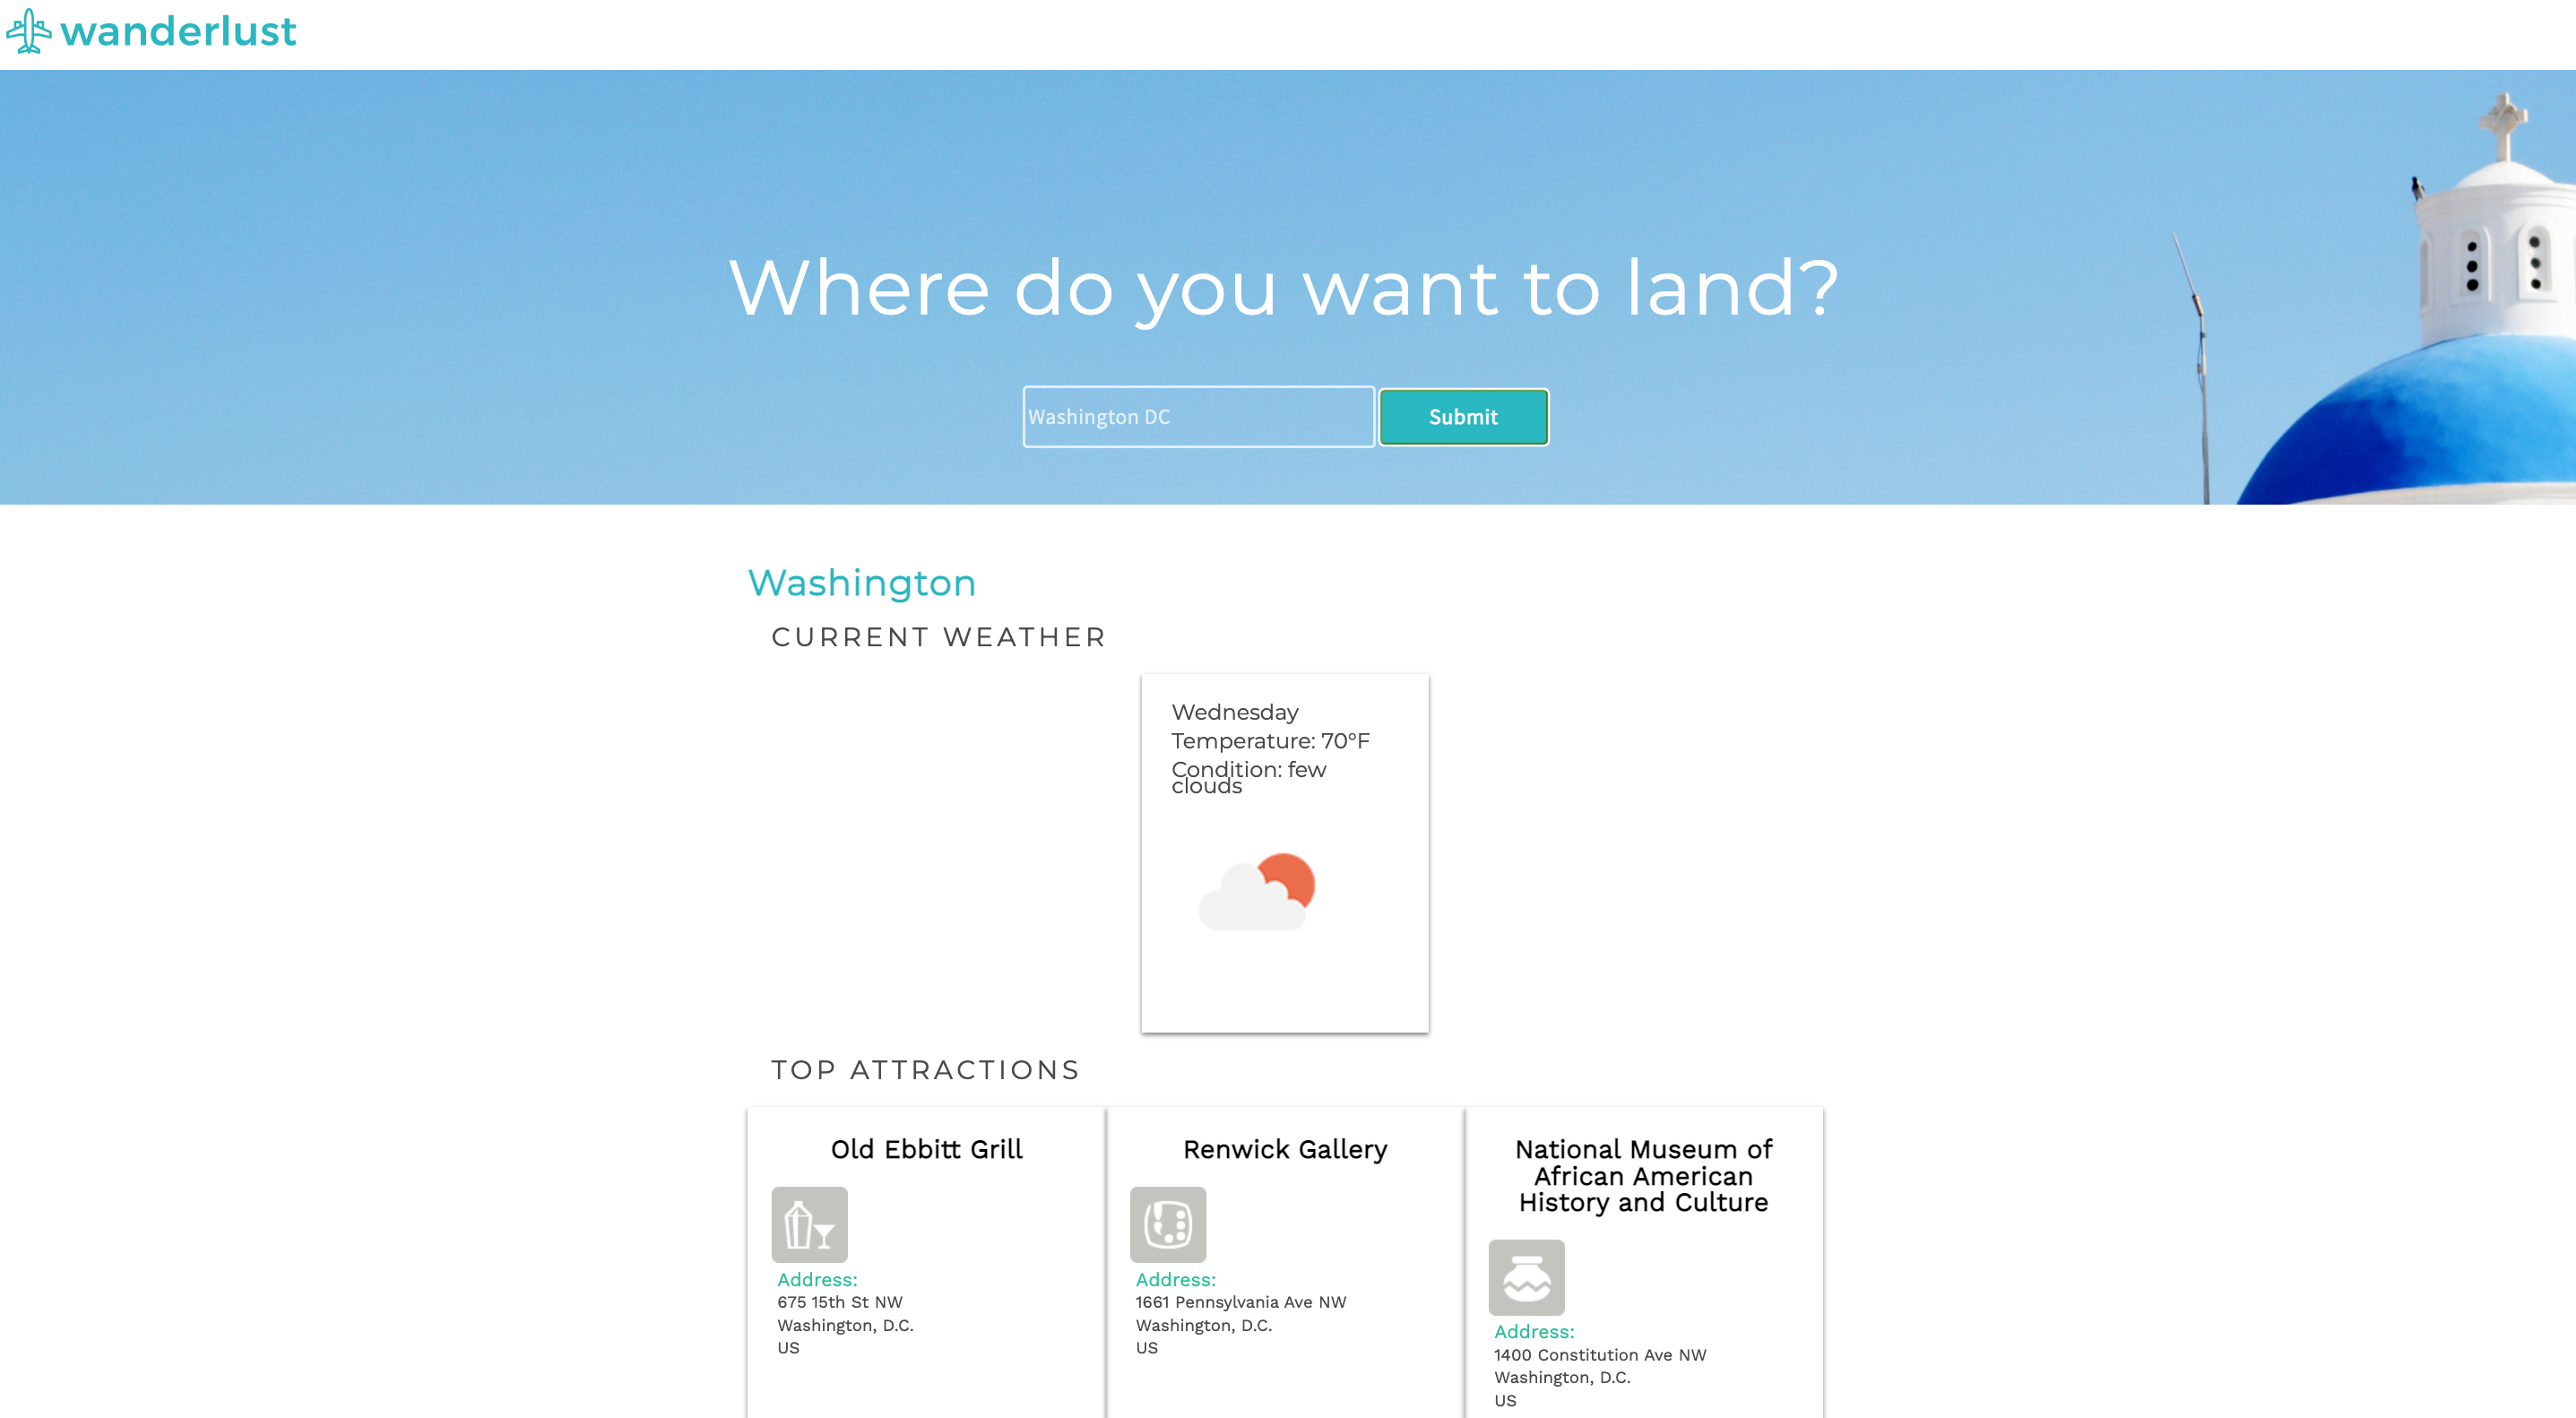 wanderlust
Where do you want to land?
Washington DC
Submit
Washington
CURRENT WEATHER
Wednesday
Temperature: 70°F
Condition: few
clouds
TOP ATTRACTIONS
Old Ebbitt Grill
Address:
675 15th St NW
Washington, D.C.
US
Renwick Gallery
Address:
1661 Pennsylvania Ave NW
Washington, D.C.
US
National Museum of
African American
History and Culture
Address:
1400 Constitution Ave NW
Washington, D.C.
US